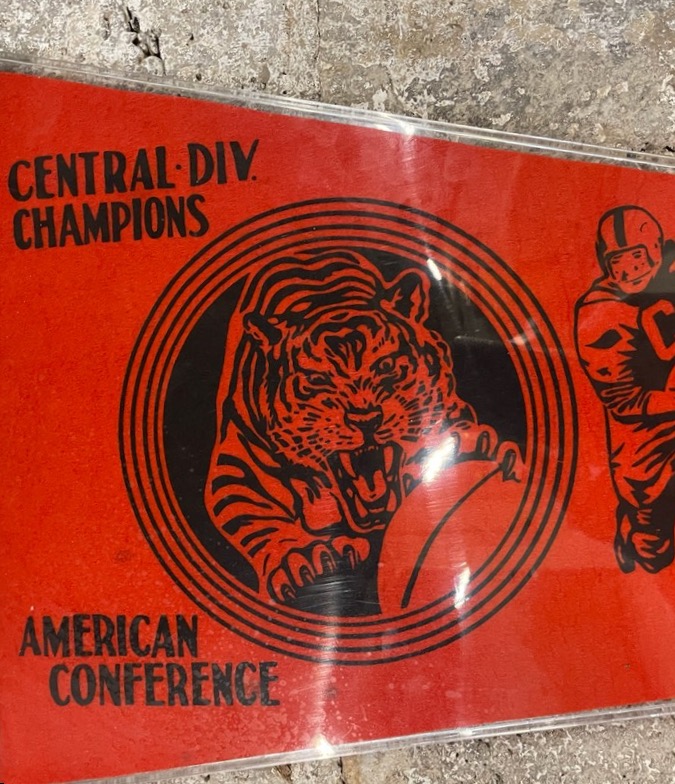 CENTRAL·DIV.
CHAMPIONS
C
AMERICAN
CONFERENCE